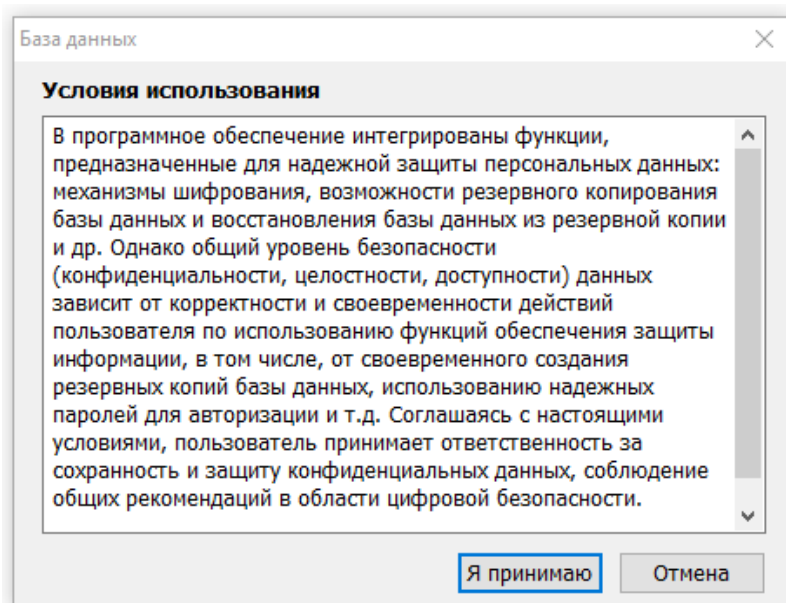 База данных
Условия использования
В программное обеспечение интегрированы функции,
предназначенные для надежной защиты персональных данных:
механизмы шифрования, возможности резервного копирования
базы данных и восстановления базы данных из резервной копии
и др. Однако общий уровень безопасности
(конфиденциальности, целостности, доступности) данных
зависит от корректности и своевременности действий
пользователя по использованию функций обеспечения защиты
информации, в том числе, от своевременного создания
резервных копий базы данных, использованию надежных
паролей для авторизации и т.д. Соглашаясь с настоящими
условиями, пользователь принимает ответственность за
сохранность и защиту конфиденциальных данных, соблюдение
общих рекомендаций в области цифровой безопасности.
Я принимаю
Отмена